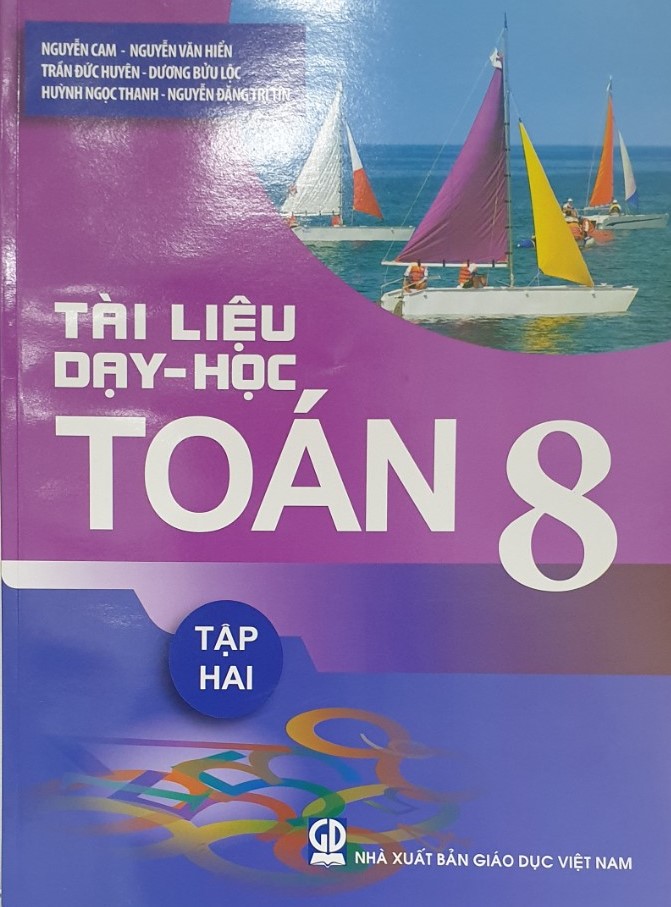 NGUYỄN CAM - NGUYỄN VĂN HIỂN
TRẦN ĐỨC HUYÊN - DƯƠNG BỬU LỘC
HUỲNH NGỌC THANH - NGUYỄN ĐĂNG TRÍ TÍN
TÀI LIỆU
DẠY-HỌC
TOÁN 8
TẬP
HAI
GD
NHÀ XUẤT BẢN GIÁO DỤC VIỆT NAM